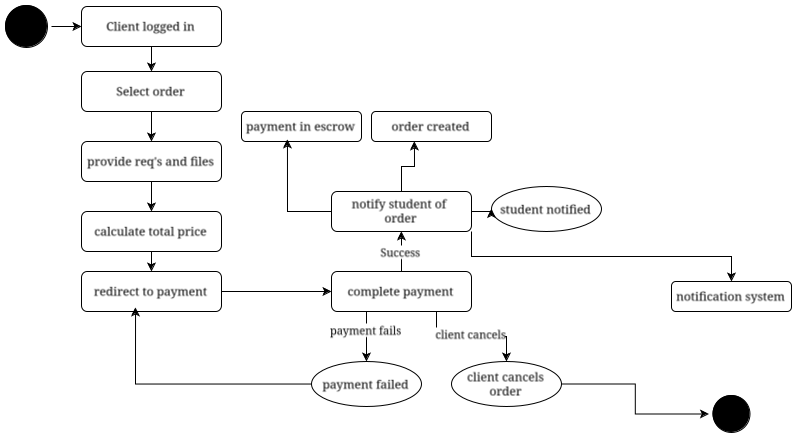 Client logged in
Select order
payment in escrow
order created
provide req's and files
notify student of
order
student notified
calculate total price
Success
redirect to payment
complete payment
notification system
payment fails
client cancels
payment failed
client cancels
order